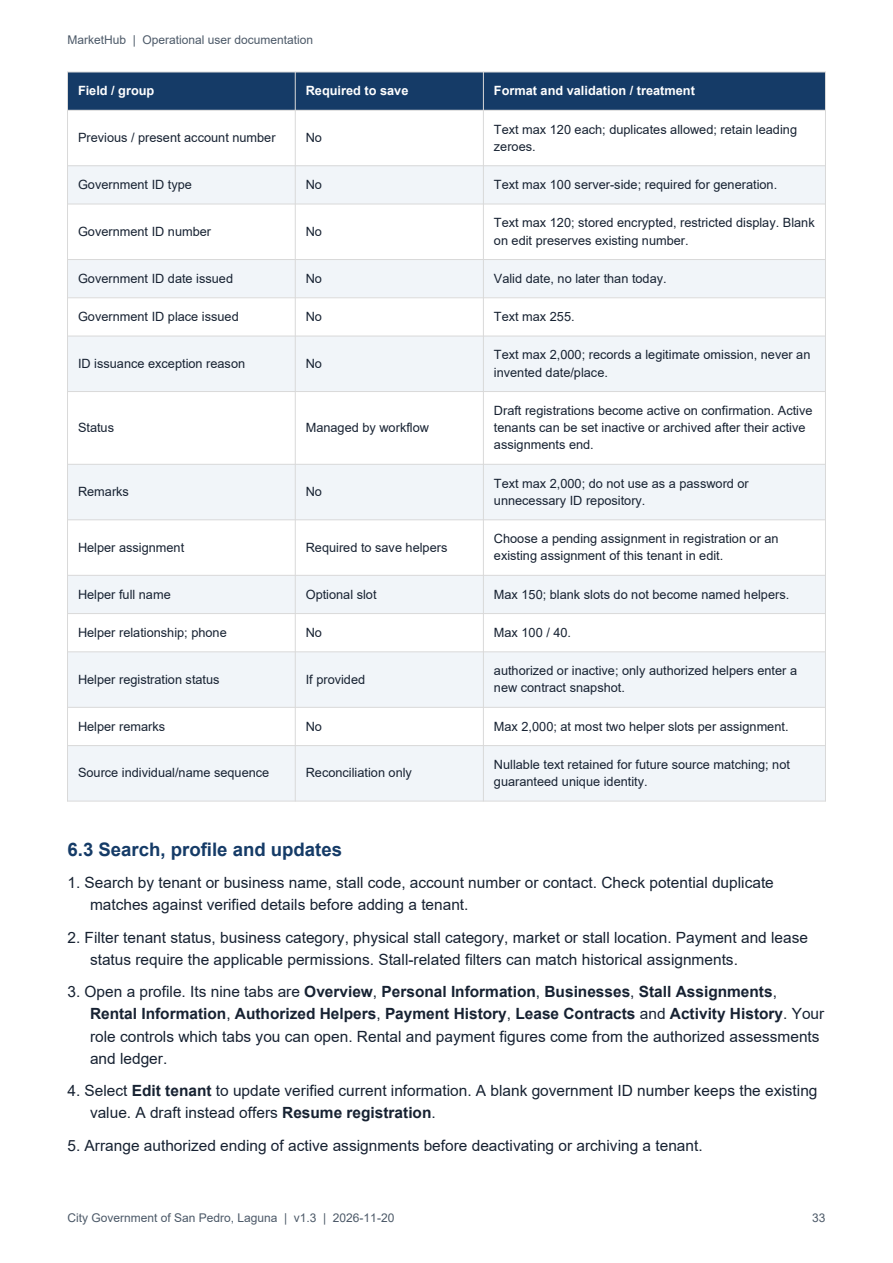 MarketHub | Operational user documentation
Field / group
Required to save
Format and validation / treatment
Previous / present account number
No
Text max 120 each; duplicates allowed; retain leading
zeroes.
Government ID type
No
Text max 100 server-side; required for generation.
Government ID number
No
Text max 120; stored encrypted, restricted display. Blank
on edit preserves existing number.
Government ID date issued
No
Valid date, no later than today.
Government ID place issued
No
Text max 255.
ID issuance exception reason
No
Text max 2,000; records a legitimate omission, never an
invented date/place.
Status
Managed by workflow
Draft registrations become active on confirmation. Active
tenants can be set inactive or archived after their active
assignments end.
Remarks
No
Text max 2,000; do not use as a password or
unnecessary ID repository.
Helper assignment
Required to save helpers
Choose a pending assignment in registration or an
existing assignment of this tenant in edit.
Helper full name
Optional slot
Max 150; blank slots do not become named helpers.
Helper relationship; phone
No
Max 100 / 40.
Helper registration status
If provided
authorized or inactive; only authorized helpers enter a
new contract snapshot.
Helper remarks
No
Max 2,000; at most two helper slots per assignment.
Source individual/name sequence
Reconciliation only
Nullable text retained for future source matching; not
guaranteed unique identity.
6.3 Search, profile and updates
1. Search by tenant or business name, stall code, account number or contact. Check potential duplicate
matches against verified details before adding a tenant.
2. Filter tenant status, business category, physical stall category, market or stall location. Payment and lease
status require the applicable permissions. Stall-related filters can match historical assignments.
3. Open a profile. Its nine tabs are Overview, Personal Information, Businesses, Stall Assignments,
Rental Information, Authorized Helpers, Payment History, Lease Contracts and Activity History. Your
role controls which tabs you can open. Rental and payment figures come from the authorized assessments
and ledger.
4. Select Edit tenant to update verified current information. A blank government ID number keeps the existing
value. A draft instead offers Resume registration.
5. Arrange authorized ending of active assignments before deactivating or archiving a tenant.
City Government of San Pedro, Laguna | v1.3 | 2026-11-20
33